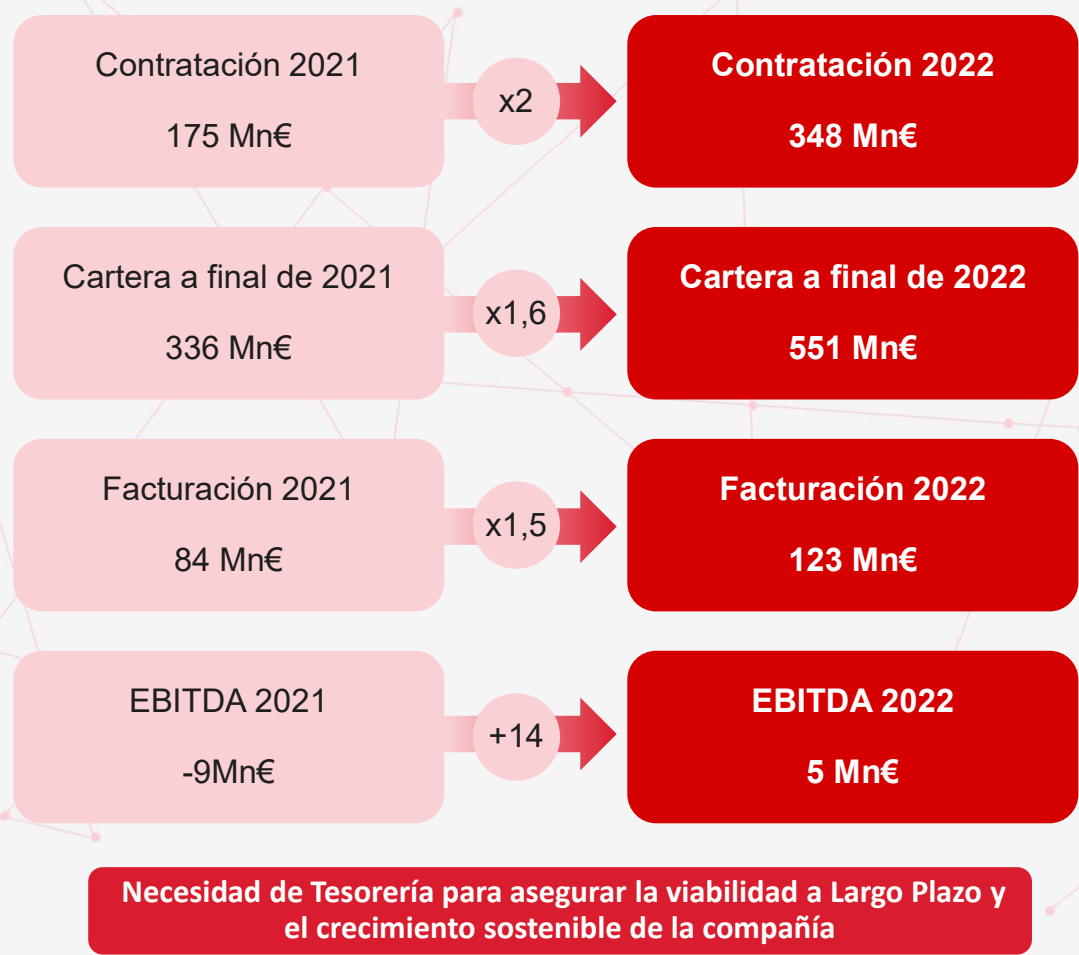 Contratación 2021
175 Mn€
x2
Contratación 2022
348 Mn€
Cartera a final de 2021
336 Mn€
x1,6
Cartera a final de 2022
551 Mn€
Facturación 2021
84 Mn€
x1,5
Facturación 2022
123 Mn€
EBITDA 2021
-9Mn€
+14
EBITDA 2022
5 Mn€
Necesidad de Tesorería para asegurar la viabilidad a Largo Plazo y
el crecimiento sostenible de la compañía